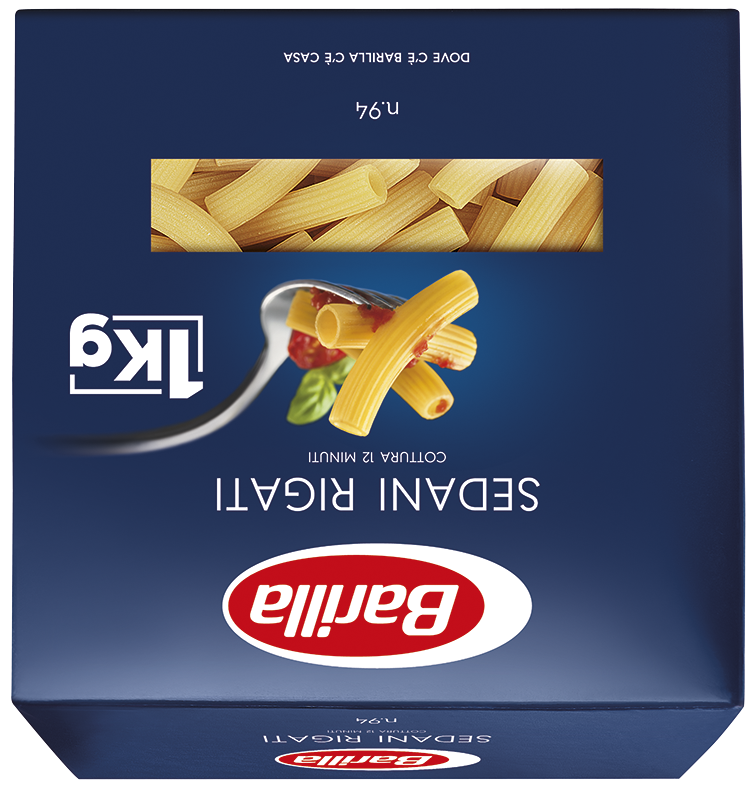 Barilla
SEDANI RIGATI
COTTURA 12 MINUTI
n.94
Barilla
SEDANI RIGATI
COTTURA 12 MINUTI
1Kg
n.94
DOVE C'È BARILLA C'È CASA